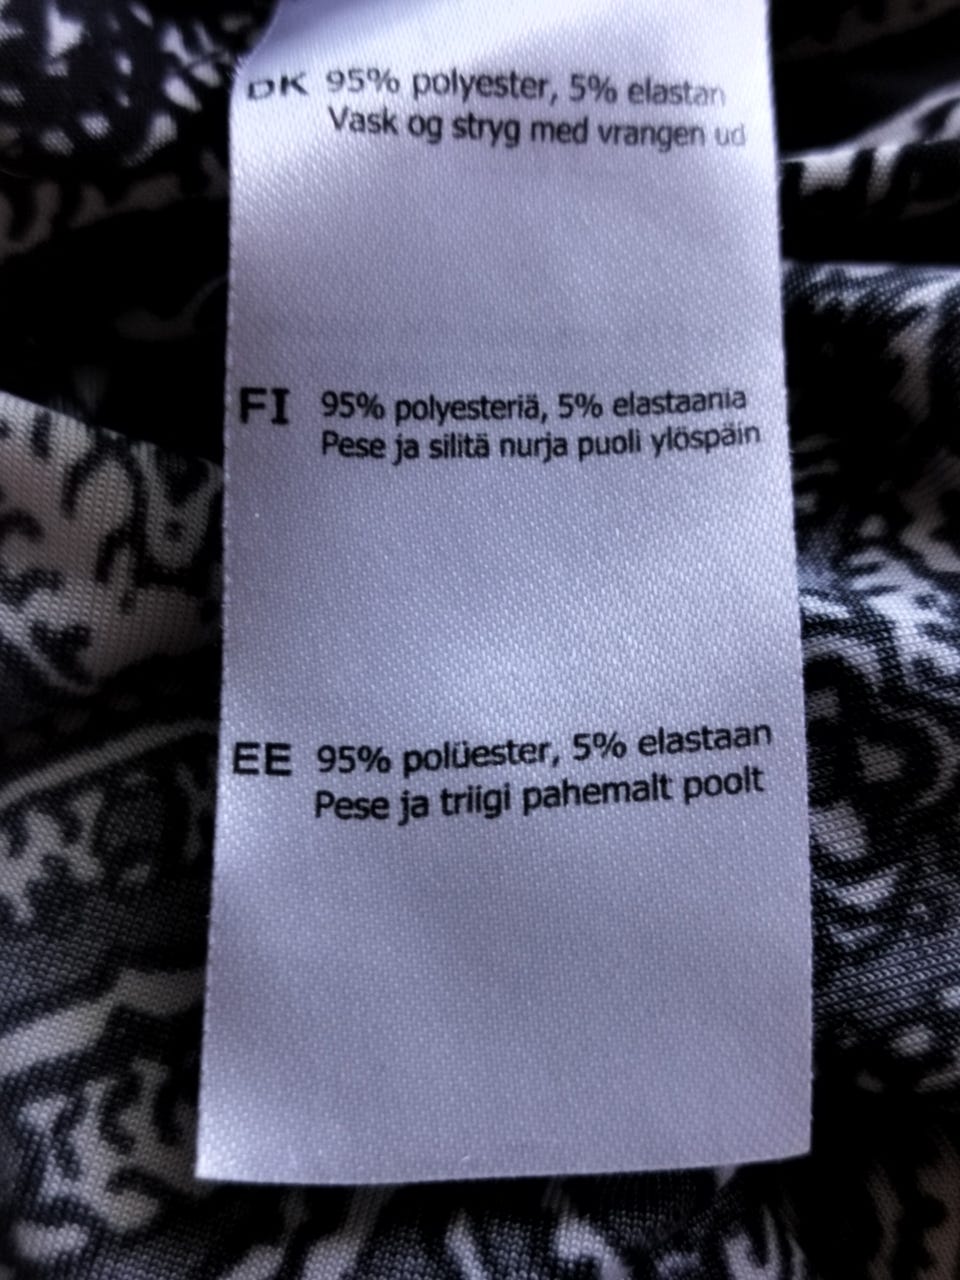 DK 95% polyester, 5% elastan
Vask og stryg med vrangen ud
FI 95% polyesteriä, 5% elastaania
Pese ja silitä nurja puoli ylöspäin
EE 95% polüester, 5% elastaan
Pese ja triigi pahemalt poolt